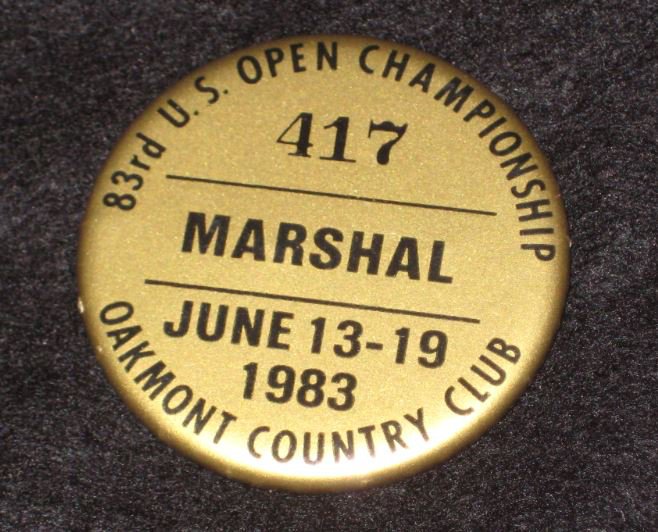 83rd U.S. OPEN CHAMPIONSHIP
417
MARSHAL
JUNE 13-19
1983
OAKMONT COUNTRY CLUB